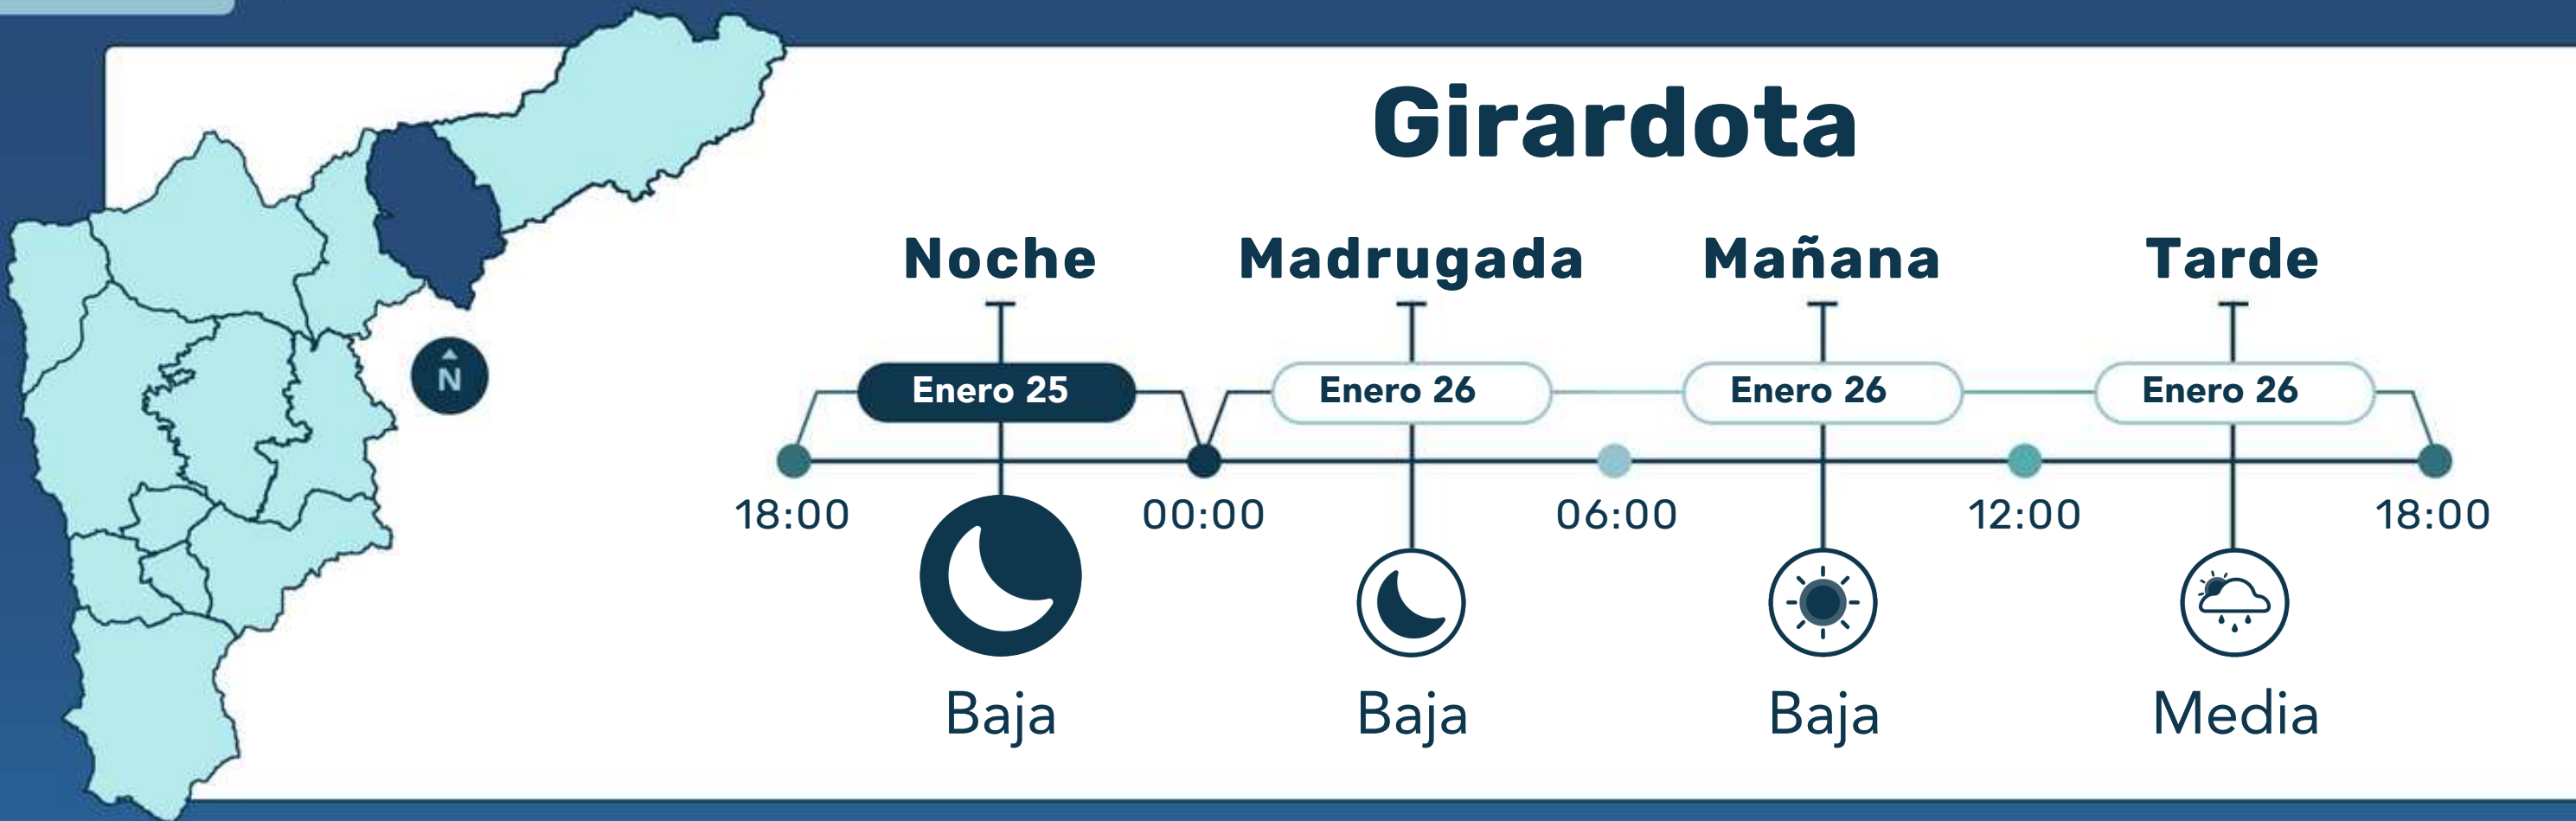 Girardota
Noche Madrugada Mañana Tarde
Enero 25 Enero 26 Enero 26 Enero 26
N
18:00 00:00 06:00 12:00 18:00
Baja Baja Baja Media